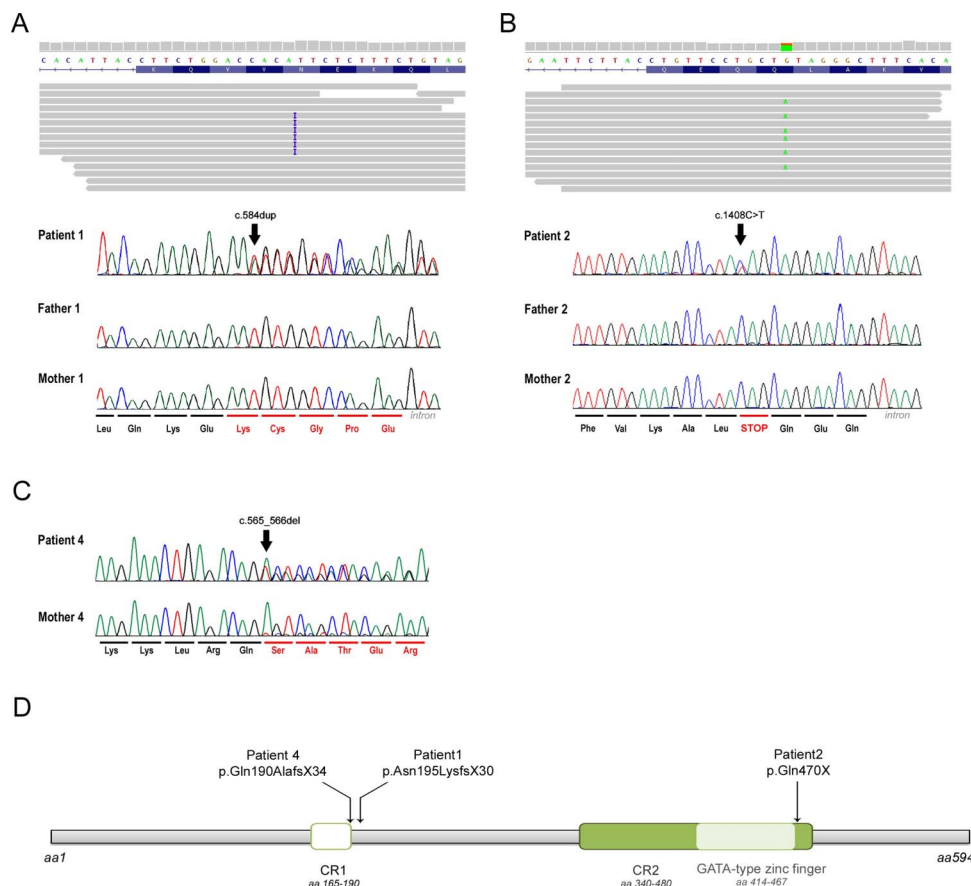 A
C A C A T T A C C T T C T G G A C C A C A T T C T C T T T C T G T A G
K Q V V N E K Q L
c.584dup
Patient 1
Father 1
Mother 1
intron
Leu Gln Lys Glu Lys Cys Gly Pro Glu
B
G A A T T C T T A C C T G T T C C T G C T G T A G G G C T T T C A C A
Q E Q Q L A K V
A
A
A
A
A
A
c.1408C>T
Patient 2
Father 2
Mother 2
intron
Phe Val Lys Ala Leu STOP Gln Glu Gln
C
c.565_566del
Patient 4
Mother 4
Lys Lys Leu Arg Gln Ser Ala Thr Glu Arg
D
Patient 4
p.Gln190AlafsX34
Patient1
p.Asn195LysfsX30
Patient2
p.Gln470X
aa1
aa594
CR1
aa 165-190
CR2
aa 340-480
GATA-type zinc finger
aa 414-467